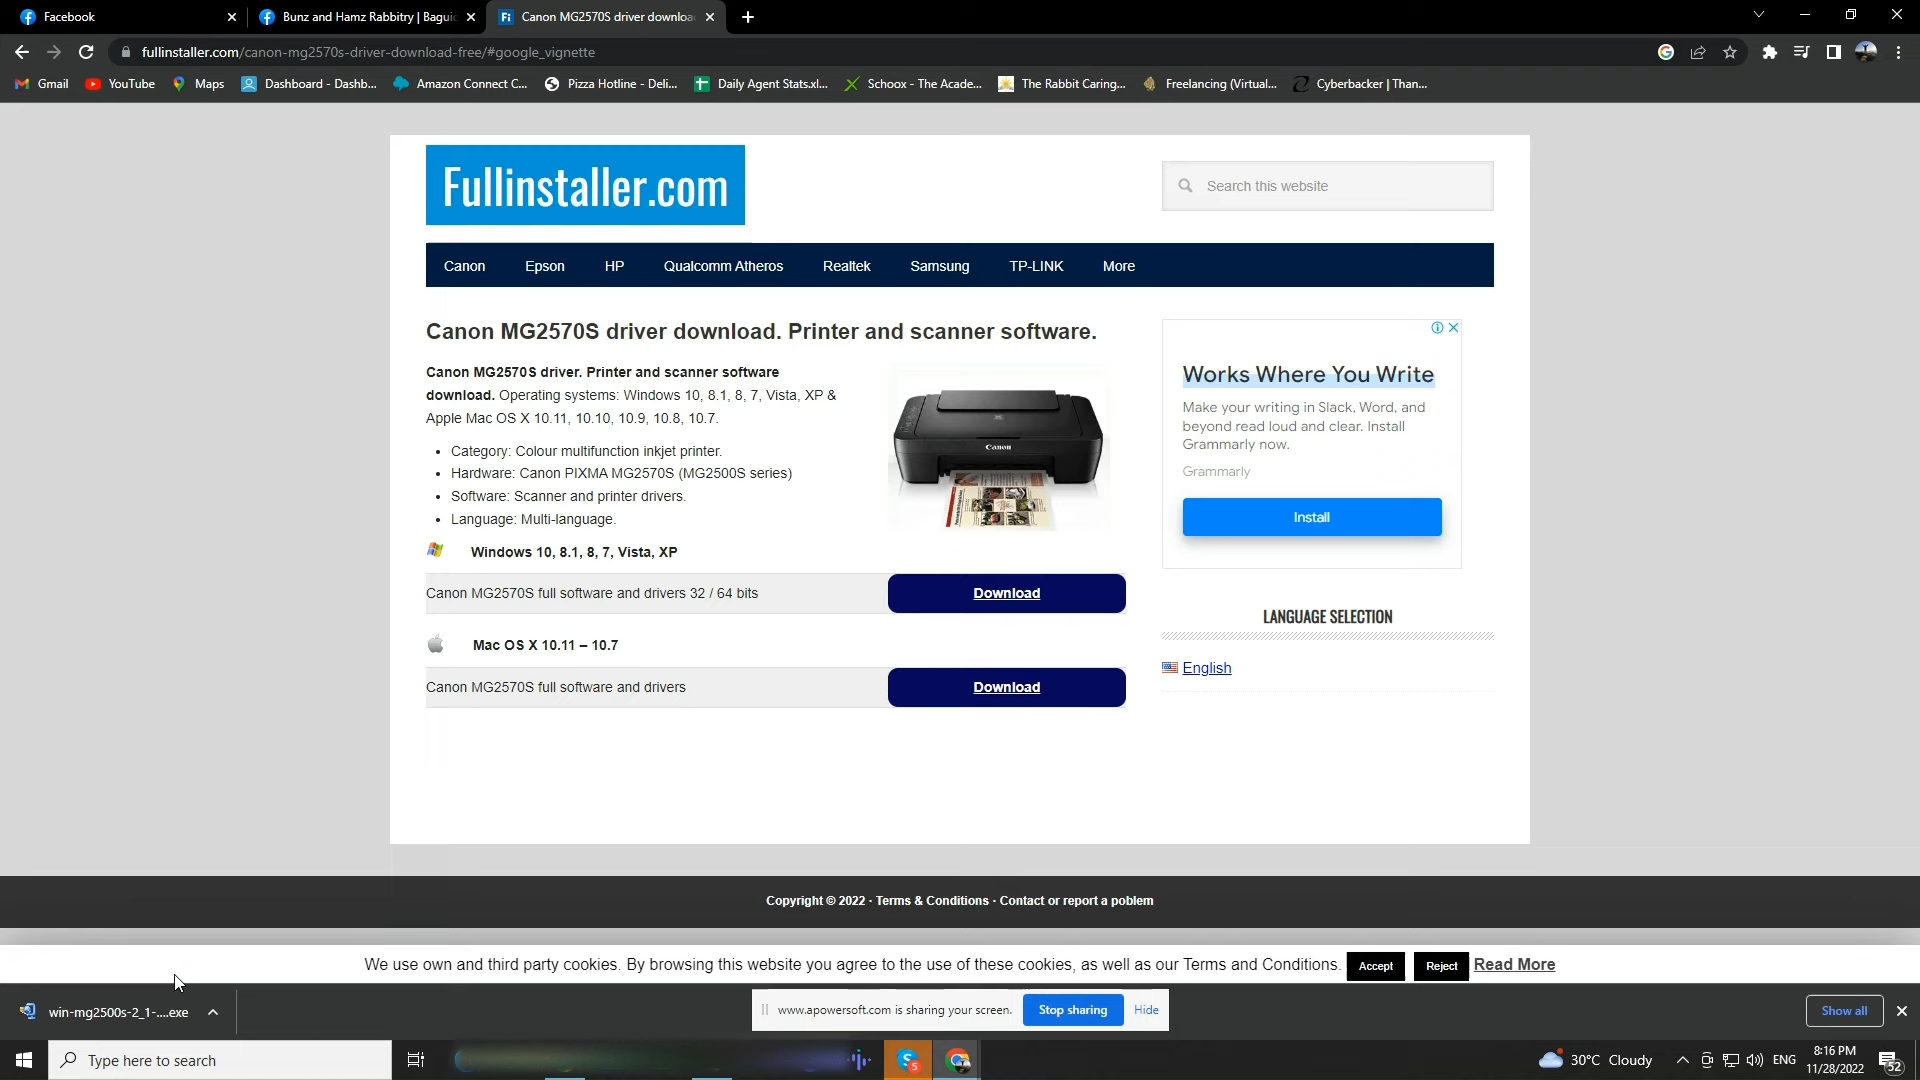 Facebook
Bunz and Hamz Rabbitry | Baguic
Canon MG2570S driver downloa
fullinstaller.com/canon-mg2570s-driver-download-free/#google_vignette
Gmail
YouTube
Maps
Dashboard - Dashb...
Amazon Connect C...
Pizza Hotline - Deli...
Daily Agent Stats.xl...
Schoox - The Acade...
The Rabbit Caring...
Freelancing (Virtual...
Cyberbacker | Than...
Fullinstaller.com
Search this website
Canon
Epson
HP
Qualcomm Atheros
Realtek
Samsung
TP-LINK
More
Canon MG2570S driver download. Printer and scanner software.
Canon MG2570S driver. Printer and scanner software
download. Operating systems: Windows 10, 8.1, 8, 7, Vista, XP &
Apple Mac OS X 10.11, 10.10, 10.9, 10.8, 10.7.
• Category: Colour multifunction inkjet printer.
• Hardware: Canon PIXMA MG2570S (MG2500S series)
• Software: Scanner and printer drivers.
• Language: Multi-language.
Canon
Windows 10, 8.1, 8, 7, Vista, XP
Canon MG2570S full software and drivers 32 / 64 bits
Download
Mac OS X 10.11 – 10.7
Canon MG2570S full software and drivers
Download
Works Where You Write
Make your writing in Slack, Word, and
beyond read loud and clear. Install
Grammarly now.
Grammarly
Install
LANGUAGE SELECTION
English
Copyright © 2022 · Terms & Conditions · Contact or report a poblem
We use own and third party cookies. By browsing this website you agree to the use of these cookies, as well as our Terms and Conditions.
Accept
Reject
Read More
win-mg2500s-2_1-....exe
www.apowersoft.com is sharing your screen.
Stop sharing
Hide
Show all
Type here to search
5
30°C Cloudy
ENG
8:16 PM
11/28/2022
52